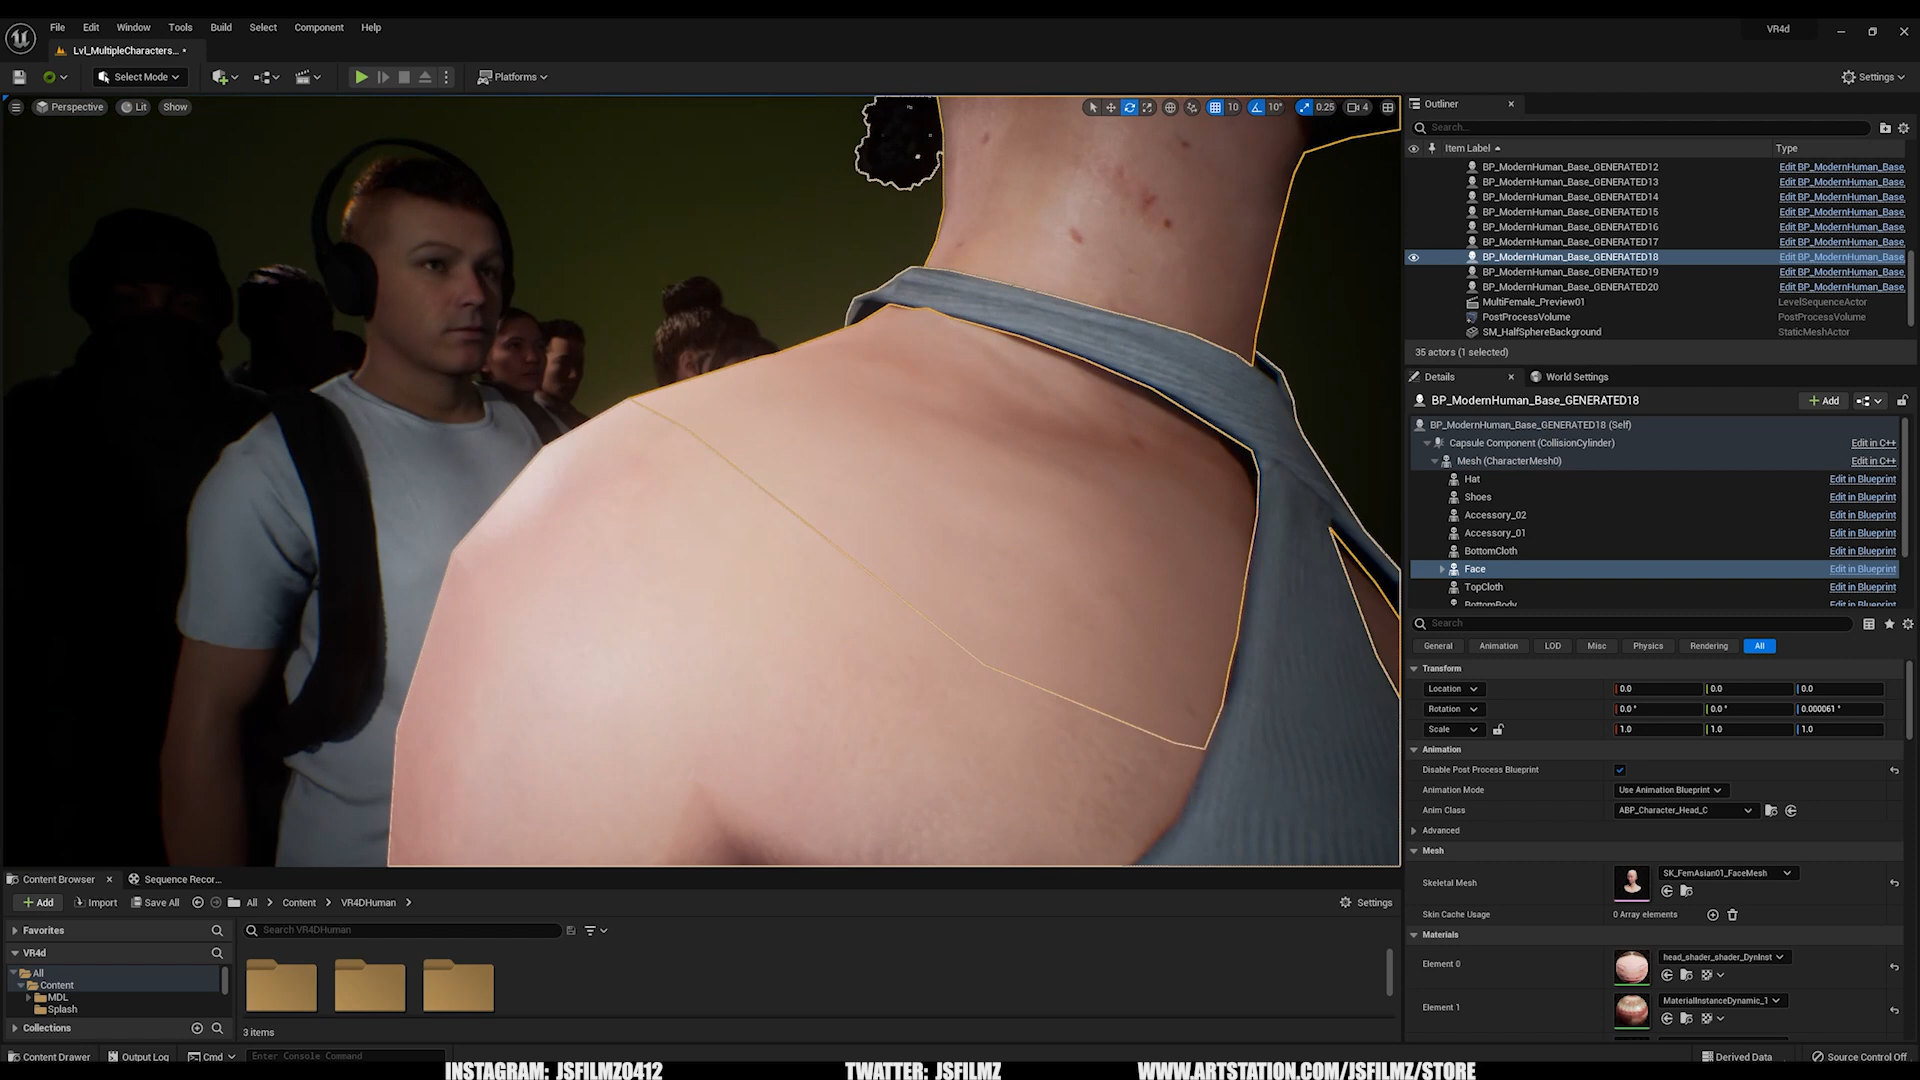 File Edit Window Tools Build Select Component Help
VR4d
Lvl_MultipleCharacters... •
Select Mode
Platforms
Settings
Perspective Lit Show
10 10° 0.25 4
Outliner
Search...
Item Label Type
BP_ModernHuman_Base_GENERATED12 Edit BP_ModernHuman_Base.
BP_ModernHuman_Base_GENERATED13 Edit BP_ModernHuman_Base.
BP_ModernHuman_Base_GENERATED14 Edit BP_ModernHuman_Base.
BP_ModernHuman_Base_GENERATED15 Edit BP_ModernHuman_Base.
BP_ModernHuman_Base_GENERATED16 Edit BP_ModernHuman_Base.
BP_ModernHuman_Base_GENERATED17 Edit BP_ModernHuman_Base.
BP_ModernHuman_Base_GENERATED18 Edit BP_ModernHuman_Base
BP_ModernHuman_Base_GENERATED19 Edit BP_ModernHuman_Base.
BP_ModernHuman_Base_GENERATED20 Edit BP_ModernHuman_Base.
MultiFemale_Preview01 LevelSequenceActor
PostProcessVolume PostProcessVolume
SM_HalfSphereBackground StaticMeshActor
35 actors (1 selected)
Details World Settings
BP_ModernHuman_Base_GENERATED18
+ Add
BP_ModernHuman_Base_GENERATED18 (Self)
Capsule Component (CollisionCylinder) Edit in C++
Mesh (CharacterMesh0) Edit in C++
Hat Edit in Blueprint
Shoes Edit in Blueprint
Accessory_02 Edit in Blueprint
Accessory_01 Edit in Blueprint
BottomCloth Edit in Blueprint
Face Edit in Blueprint
TopCloth Edit in Blueprint
BottomBody Edit in Blueprint
Search
General Animation LOD Misc Physics Rendering All
Transform
Location 0.0 0.0 0.0
Rotation 0.0 ° 0.0 ° 0.000061 °
Scale 1.0 1.0 1.0
Animation
Disable Post Process Blueprint
Animation Mode Use Animation Blueprint
Anim Class ABP_Character_Head_C
Advanced
Mesh
Skeletal Mesh SK_FemAsian01_FaceMesh
Skin Cache Usage 0 Array elements
Materials
Element 0 head_shader_shader_DynInst
Element 1 MaterialInstanceDynamic_1
Content Browser Sequence Recor...
+ Add Import Save All All > Content > VR4DHuman > Settings
Favorites
Search VR4DHuman
VR4d
All
Content
MDL
Splash
Collections
3 items
Content Drawer Output Log Cmd Enter Console Command Derived Data Source Control Off
INSTAGRAM: JSFILMZ0412 TWATTER: JSFILMZ WWW.ARTSTATION.COM/JSFILMZ/STORE